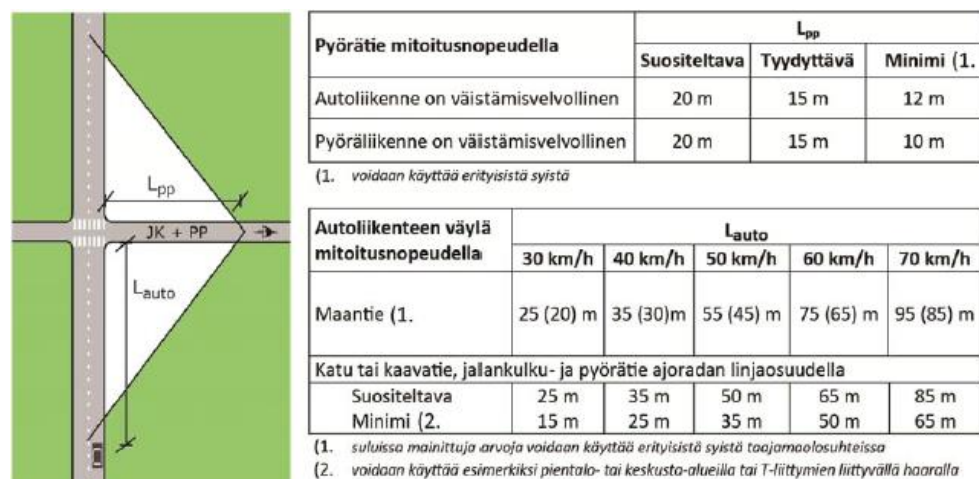 Lpp
JK + PP
Lauto
Pyörätie mitoitusnopeudella
Lpp
Suositeltava Tyydyttävä Minimi (1.
Autoliikenne on väistämisvelvollinen 20 m 15 m 12 m
Pyöräliikenne on väistämisvelvollinen 20 m 15 m 10 m
(1. voidaan käyttää erityisistä syistä
Autoliikenteen väylä
mitoitusnopeudella
Lauto
30 km/h 40 km/h 50 km/h 60 km/h 70 km/h
Maantie (1. 25 (20) m 35 (30)m 55 (45) m 75 (65) m 95 (85) m
Katu tai kaavatie, jalankulku- ja pyörätie ajoradan linjaosuudella
Suositeltava 25 m 35 m 50 m 65 m 85 m
Minimi (2. 15 m 25 m 35 m 50 m 65 m
(1. suluissa mainittuja arvoja voidaan käyttää erityisistä syistä taajamaolosuhteissa
(2. voidaan käyttää esimerkiksi pientalo- tai keskusta-alueilla tai T-liittymien liittyvällä haaralla